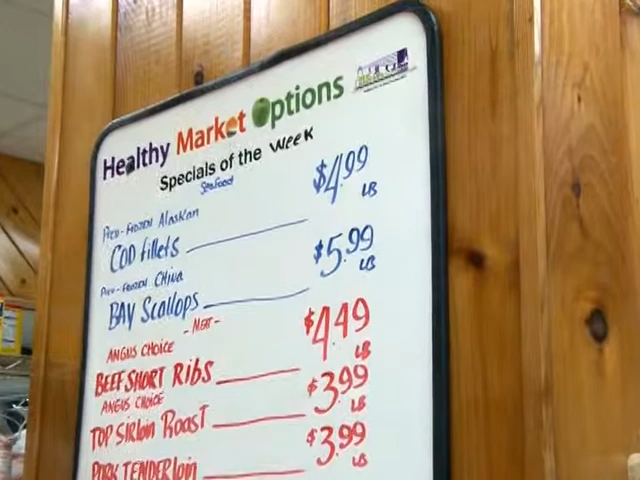 Healthy Market Options
Specials of the WEEK
Seafood
Prev-Frozen Alaskan
COD fillets $4.99 LB
Prev-Frozen China
BAY Scallops $5.99 LB
- MEAT -
ANGUS CHOICE
BEEF SHORT RIBS $4.49 LB
ANGUS CHOICE
TOP SIRLOIN ROAST $3.99 LB
PORK TENDERLOIN $3.99 LB